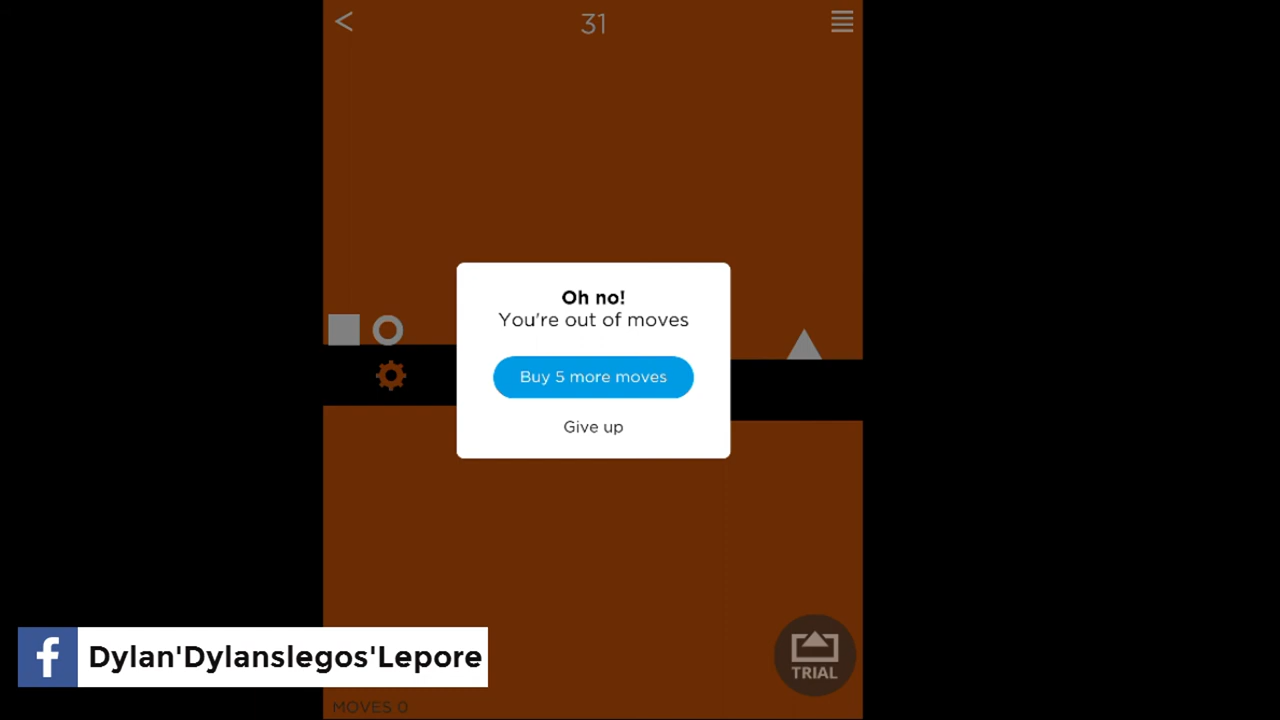 31
Oh no!
You're out of moves
Buy 5 more moves
Give up
TRIAL
Dylan'Dylanslegos'Lepore
MOVES 0